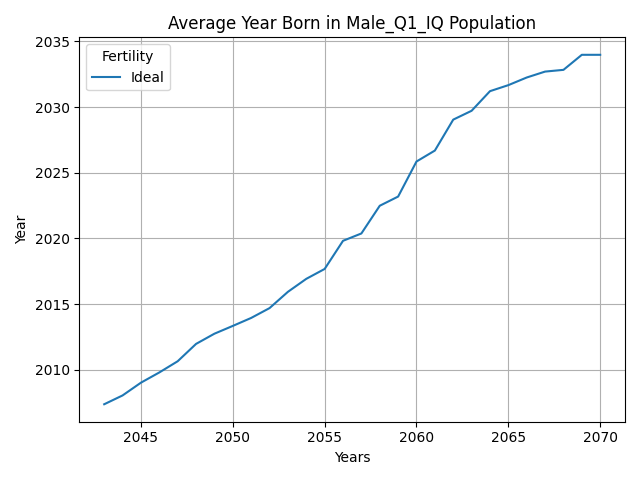 Average Year Born in Male_Q1_IQ Population
Fertility
Ideal
Year
2035
2030
2025
2020
2015
2010
2045 2050 2055 2060 2065 2070
Years